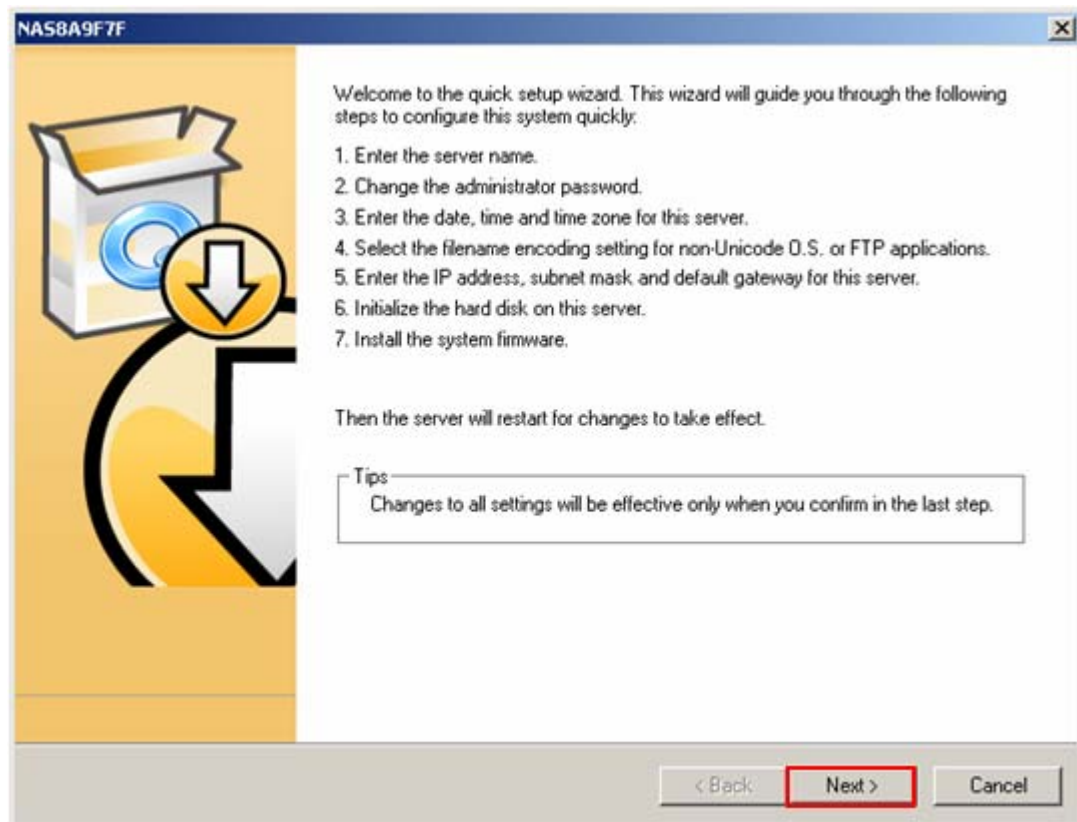 NAS8A9F7F
Welcome to the quick setup wizard. This wizard will guide you through the following
steps to configure this system quickly:
1. Enter the server name.
2. Change the administrator password.
3. Enter the date, time and time zone for this server.
4. Select the filename encoding setting for non-Unicode O.S. or FTP applications.
5. Enter the IP address, subnet mask and default gateway for this server.
6. Initialize the hard disk on this server.
7. Install the system firmware.
Then the server will restart for changes to take effect.
Tips
Changes to all settings will be effective only when you confirm in the last step.
< Back Next > Cancel